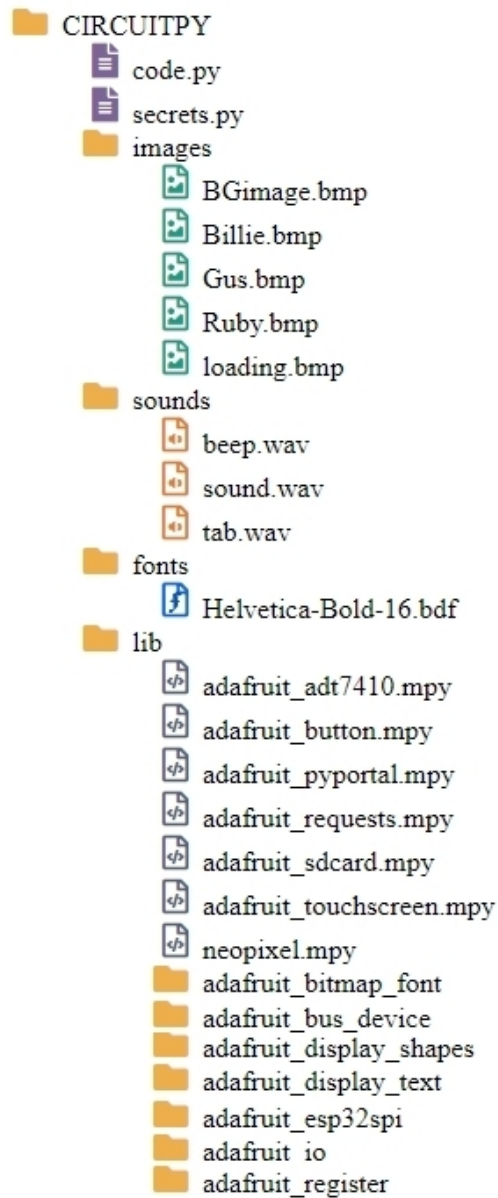 CIRCUITPY
code.py
secrets.py
images
BGimage.bmp
Billie.bmp
Gus.bmp
Ruby.bmp
loading.bmp
sounds
beep.wav
sound.wav
tab.wav
fonts
Helvetica-Bold-16.bdf
lib
adafruit_adt7410.mpy
adafruit_button.mpy
adafruit_pyportal.mpy
adafruit_requests.mpy
adafruit_sdcard.mpy
adafruit_touchscreen.mpy
neopixel.mpy
adafruit_bitmap_font
adafruit_bus_device
adafruit_display_shapes
adafruit_display_text
adafruit_esp32spi
adafruit_io
adafruit_register